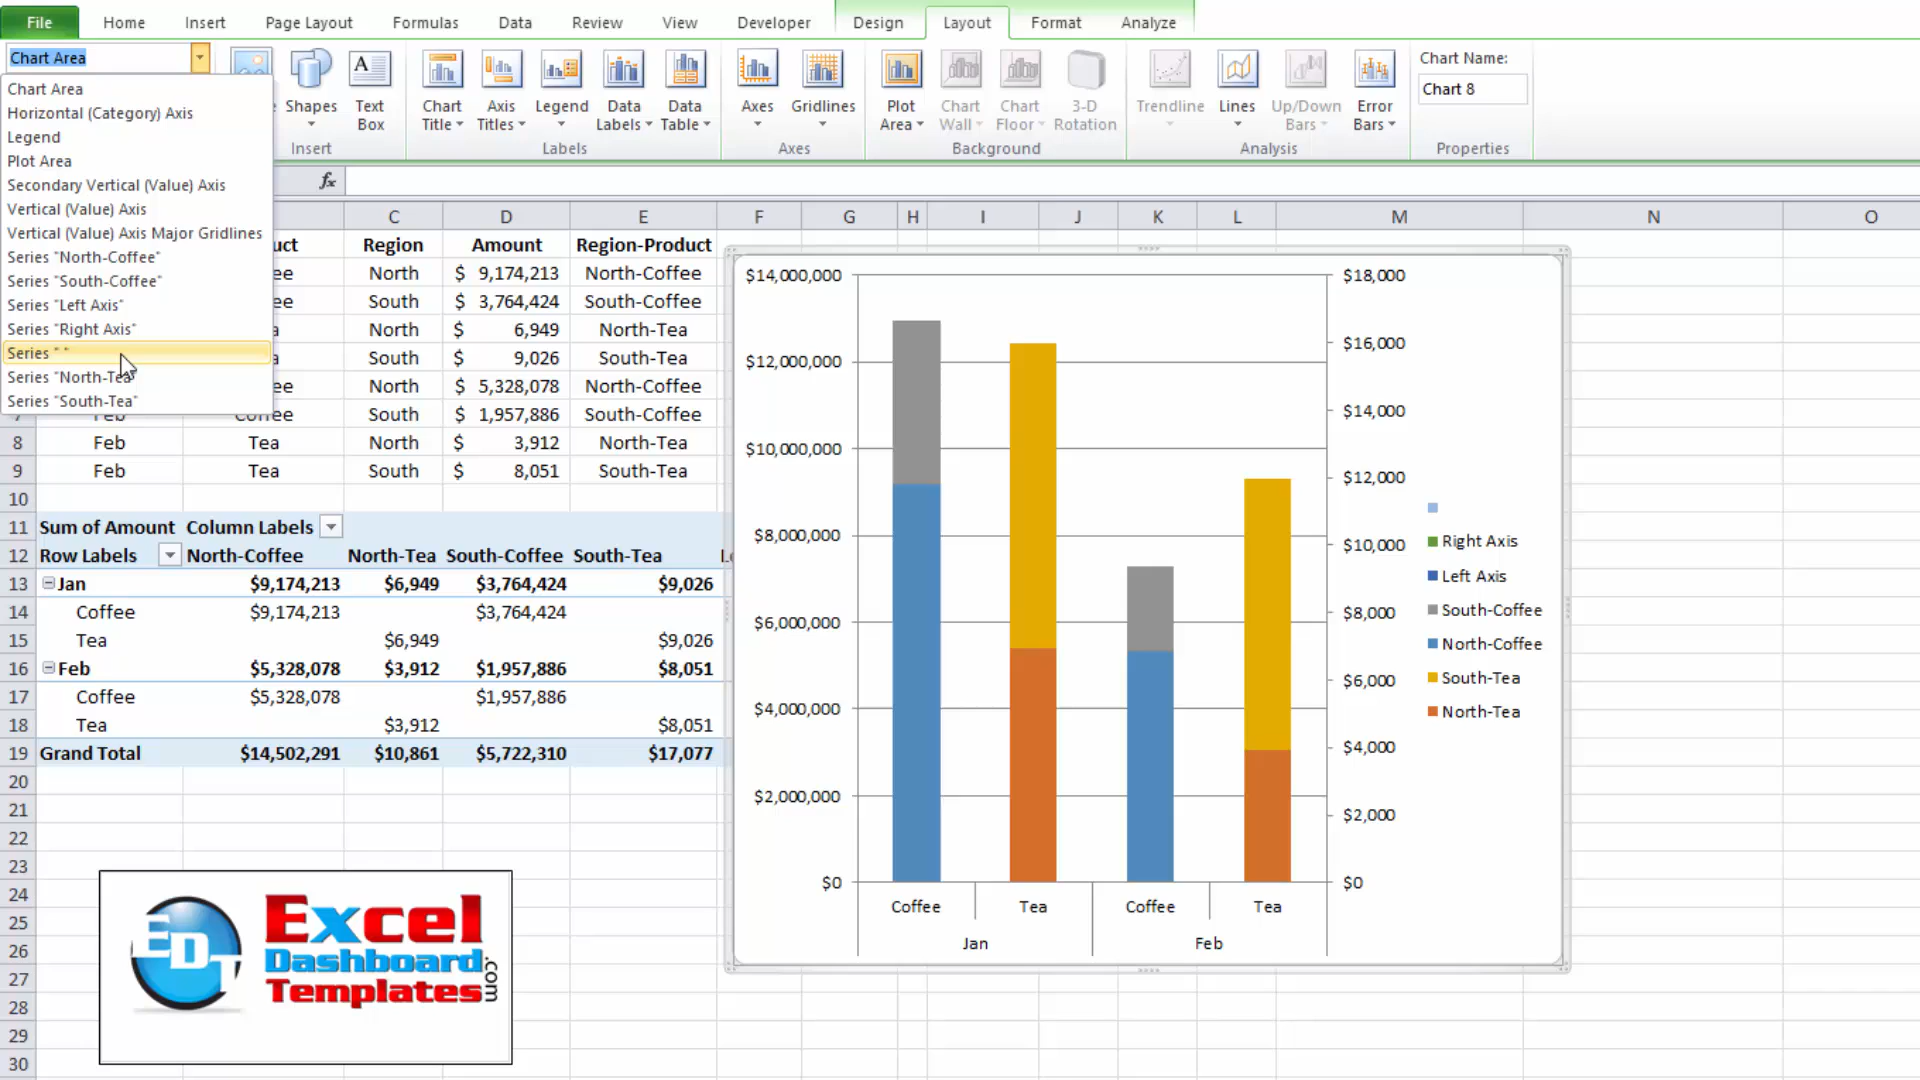 File Home Insert Page Layout Formulas Data Review View Developer Design Layout Format Analyze
Chart Area
Chart Area
Horizontal (Category) Axis
Legend
Plot Area
Secondary Vertical (Value) Axis
Vertical (Value) Axis
Vertical (Value) Axis Major Gridlines
Series "North-Coffee"
Series "South-Coffee"
Series "Left Axis"
Series "Right Axis"
Series " "
Series "North-Tea"
Series "South-Tea"
Shapes
Text Box
Insert
Chart Title
Axis Titles
Legend
Data Labels
Data Table
Labels
Axes
Gridlines
Axes
Plot Area
Chart Wall
Chart Floor
3-D Rotation
Background
Trendline
Lines
Up/Down Bars
Error Bars
Analysis
Chart Name:
Chart 8
Properties
fx
C D E F G H I J K L M N O
Region Amount Region-Product
North $ 9,174,213 North-Coffee
South $ 3,764,424 South-Coffee
North $ 6,949 North-Tea
South $ 9,026 South-Tea
North $ 5,328,078 North-Coffee
7 Feb Coffee South $ 1,957,886 South-Coffee
8 Feb Tea North $ 3,912 North-Tea
9 Feb Tea South $ 8,051 South-Tea
10
11 Sum of Amount Column Labels
12 Row Labels North-Coffee North-Tea South-Coffee South-Tea
13 Jan $9,174,213 $6,949 $3,764,424 $9,026
14 Coffee $9,174,213 $3,764,424
15 Tea $6,949 $9,026
16 Feb $5,328,078 $3,912 $1,957,886 $8,051
17 Coffee $5,328,078 $1,957,886
18 Tea $3,912 $8,051
19 Grand Total $14,502,291 $10,861 $5,722,310 $17,077
20
21
22
23
24
25
26
27
28
29
30
$14,000,000
$12,000,000
$10,000,000
$8,000,000
$6,000,000
$4,000,000
$2,000,000
$0
$18,000
$16,000
$14,000
$12,000
$10,000
$8,000
$6,000
$4,000
$2,000
$0
Coffee Tea Coffee Tea
Jan Feb
Right Axis
Left Axis
South-Coffee
North-Coffee
South-Tea
North-Tea
EDT
Excel
Dashboard
Templates
.com